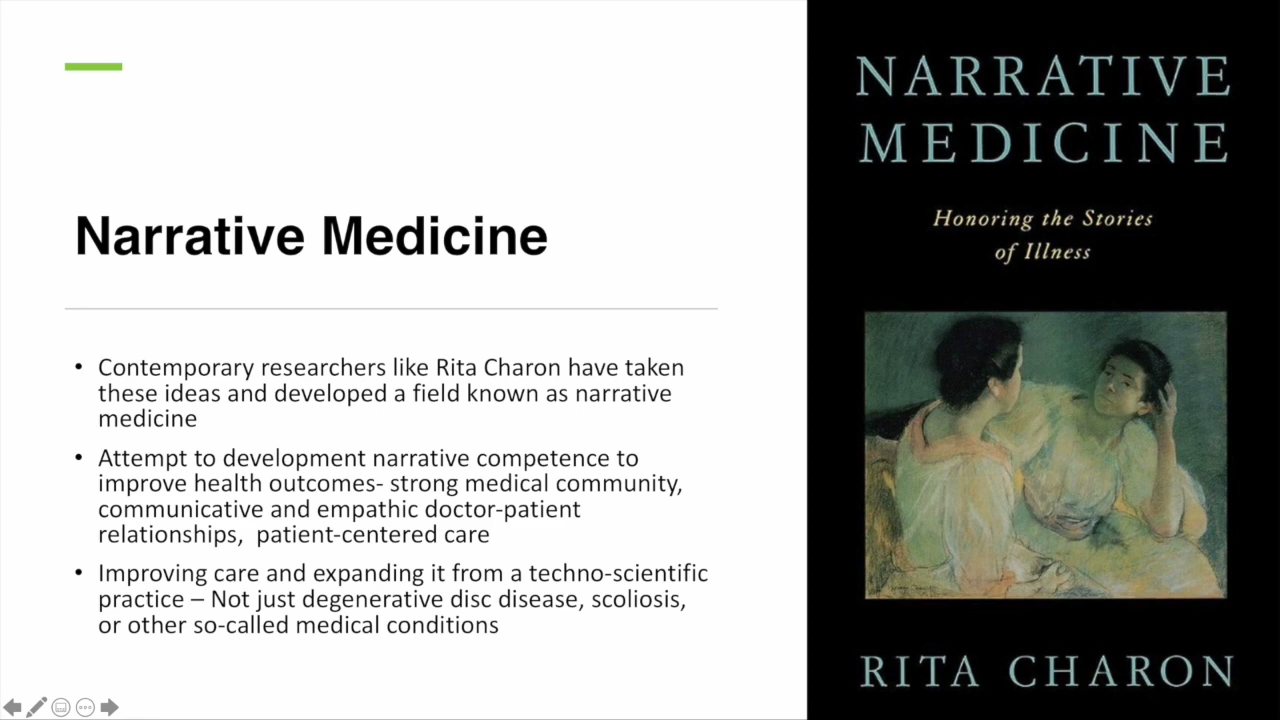 Narrative Medicine
• Contemporary researchers like Rita Charon have taken
these ideas and developed a field known as narrative
medicine
• Attempt to development narrative competence to
improve health outcomes- strong medical community,
communicative and empathic doctor-patient
relationships,  patient-centered care
• Improving care and expanding it from a techno-scientific
practice – Not just degenerative disc disease, scoliosis,
or other so-called medical conditions
NARRATIVE
MEDICINE
Honoring the Stories
of Illness
RITA CHARON